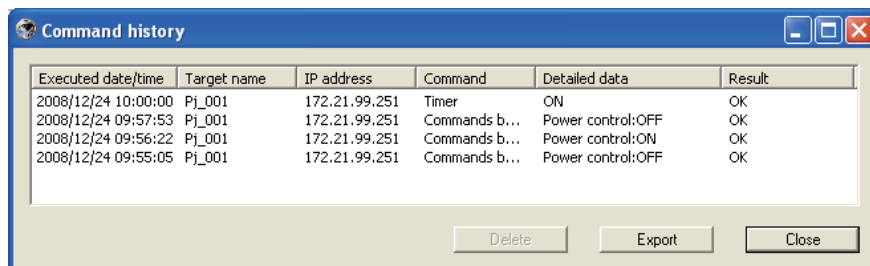 Command history
Executed date/time Target name IP address Command Detailed data Result
2008/12/24 10:00:00 Pj_001 172.21.99.251 Timer ON OK
2008/12/24 09:57:53 Pj_001 172.21.99.251 Commands b... Power control:OFF OK
2008/12/24 09:56:22 Pj_001 172.21.99.251 Commands b... Power control:ON OK
2008/12/24 09:55:05 Pj_001 172.21.99.251 Commands b... Power control:OFF OK
Delete Export Close